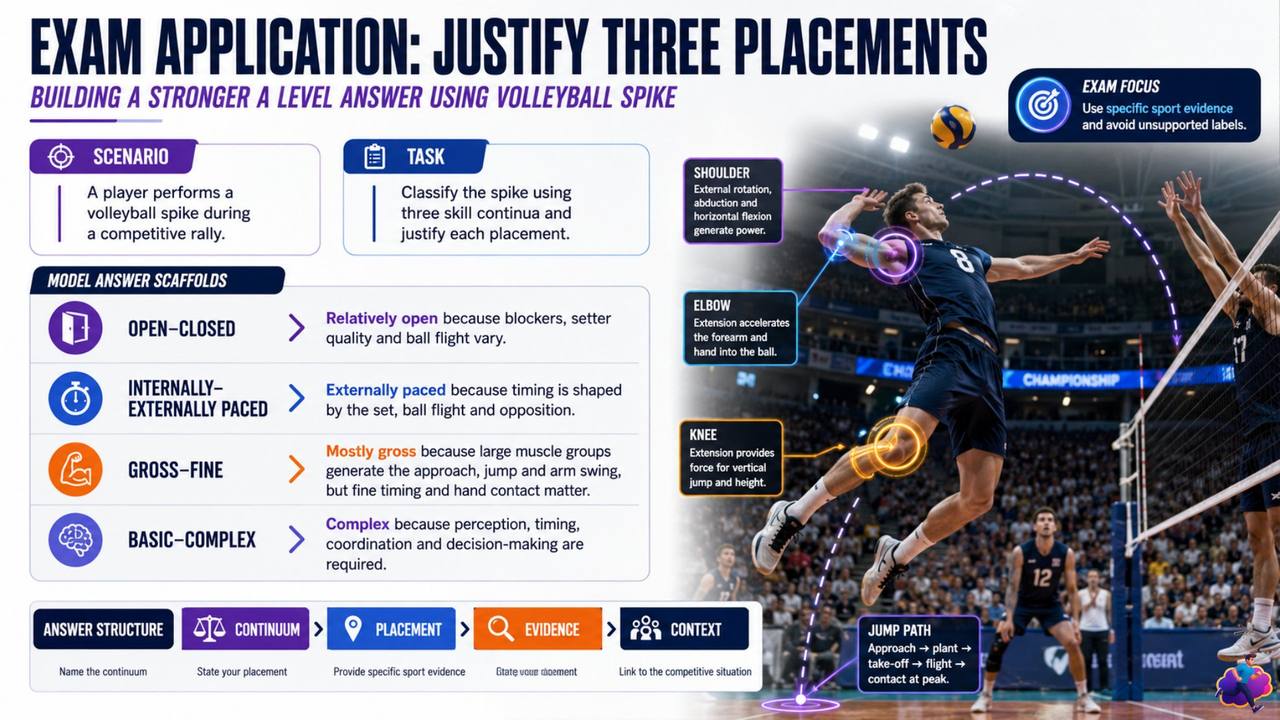 EXAM APPLICATION: JUSTIFY THREE PLACEMENTS
BUILDING A STRONGER A LEVEL ANSWER USING VOLLEYBALL SPIKE
EXAM FOCUS
Use specific sport evidence
and avoid unsupported labels.
SCENARIO
A player performs a
volleyball spike during
a competitive rally.
TASK
Classify the spike using
three skill continua and
justify each placement.
MODEL ANSWER SCAFFOLDS
OPEN–CLOSED
Relatively open because blockers, setter
quality and ball flight vary.
INTERNALLY–
EXTERNALLY PACED
Externally paced because timing is shaped
by the set, ball flight and opposition.
GROSS–FINE
Mostly gross because large muscle groups
generate the approach, jump and arm swing,
but fine timing and hand contact matter.
BASIC–COMPLEX
Complex because perception, timing,
coordination and decision-making are
required.
SHOULDER
External rotation,
abduction and
horizontal flexion
generate power.
ELBOW
Extension accelerates
the forearm and
hand into the ball.
KNEE
Extension provides
force for vertical
jump and height.
JUMP PATH
Approach → plant →
take-off → flight →
contact at peak.
8
17
12
CHAMPIONSHIP
ANSWER STRUCTURE
CONTINUUM
PLACEMENT
EVIDENCE
CONTEXT
Name the continuum
State your placement
Provide specific sport evidence
Link to the competitive situation